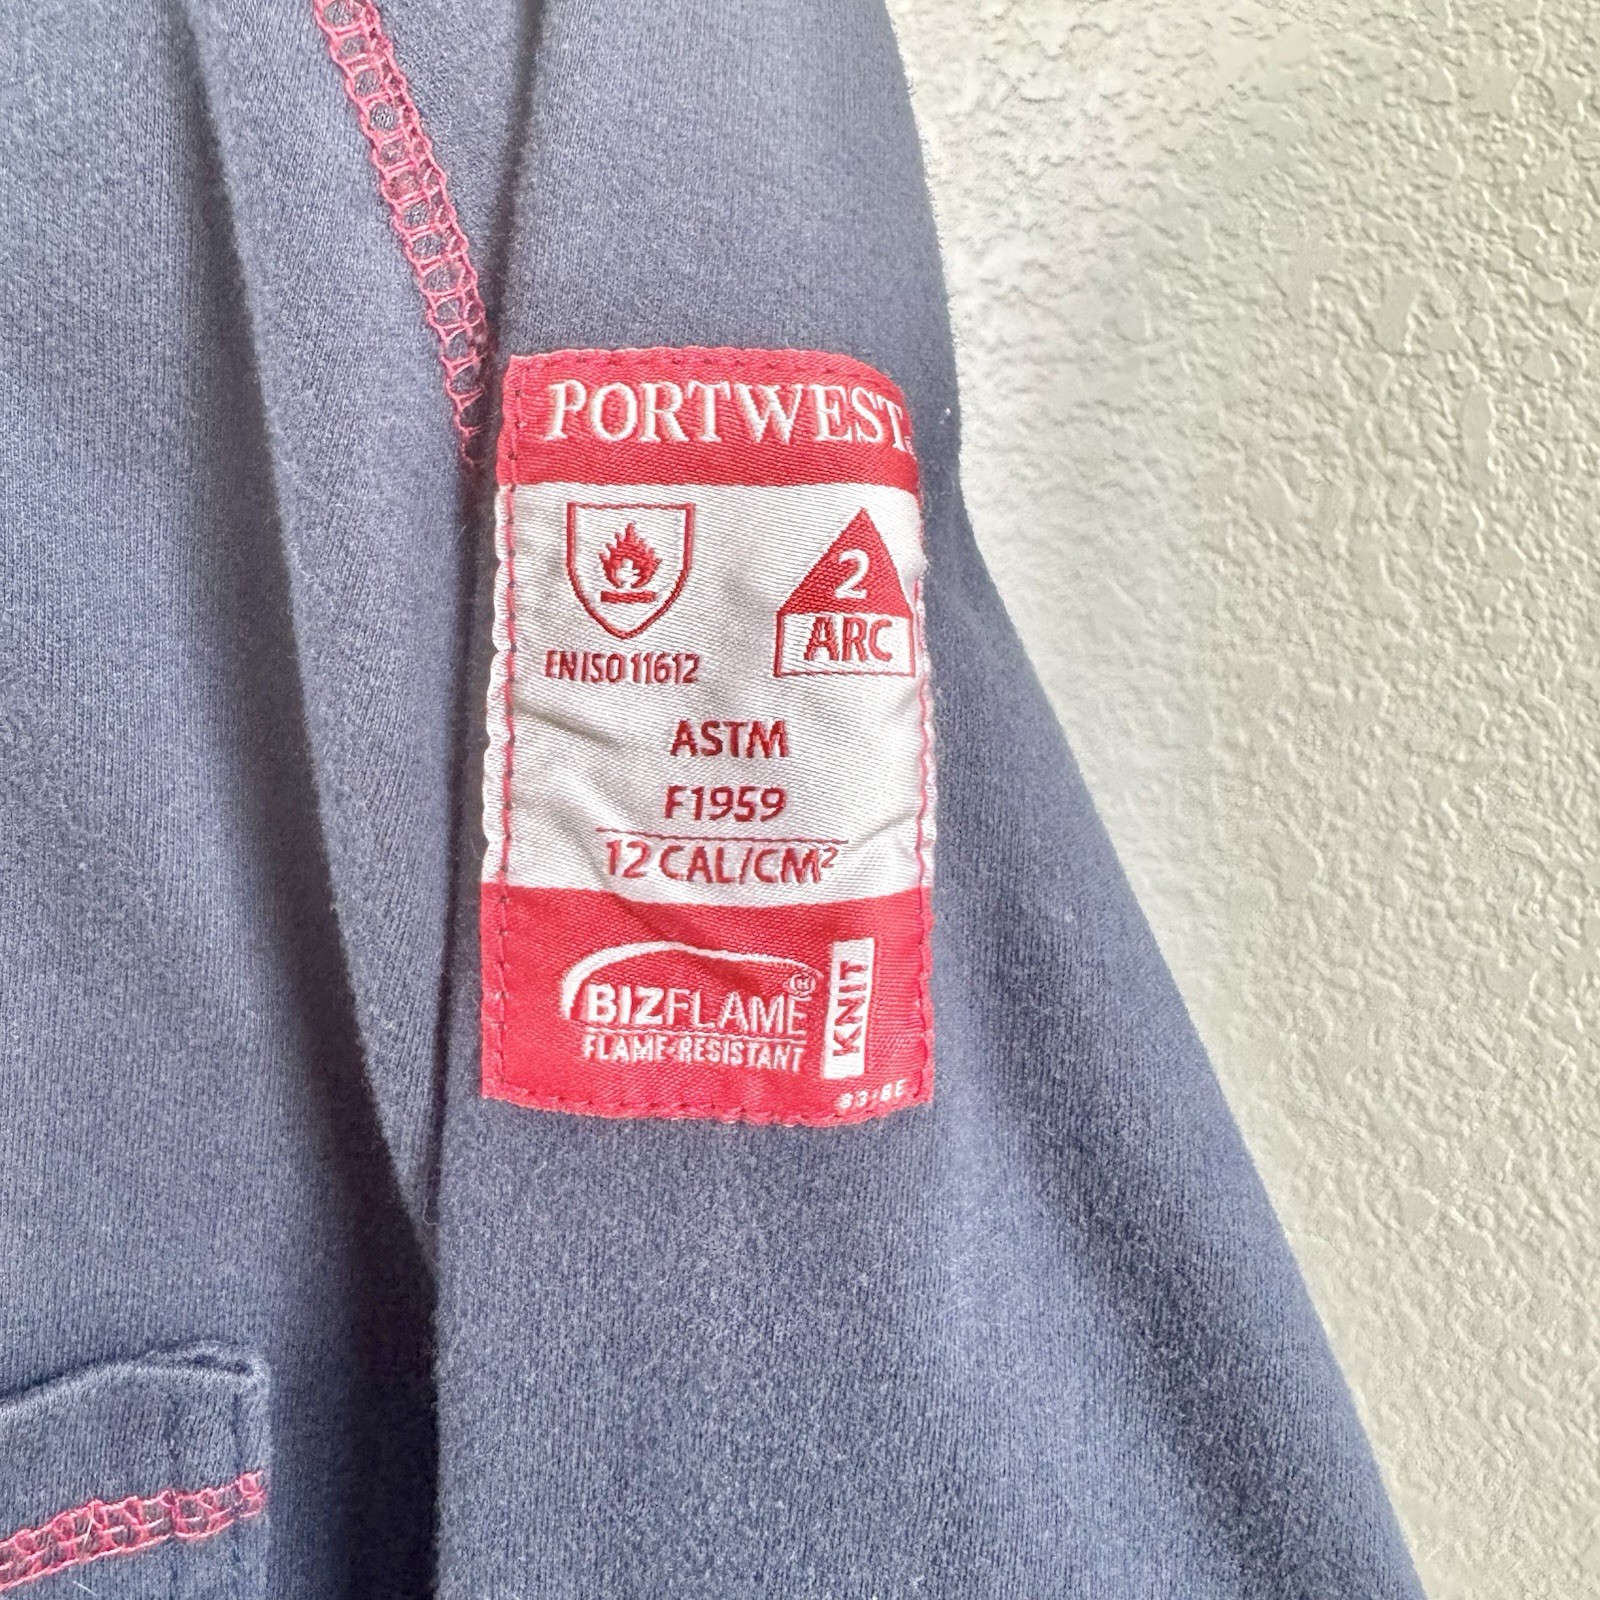 PORTWEST
2
ARC
EN ISO 11612
ASTM
F1959
12 CAL/CM²
BIZFLAME®
FLAME-RESISTANT
KNIT